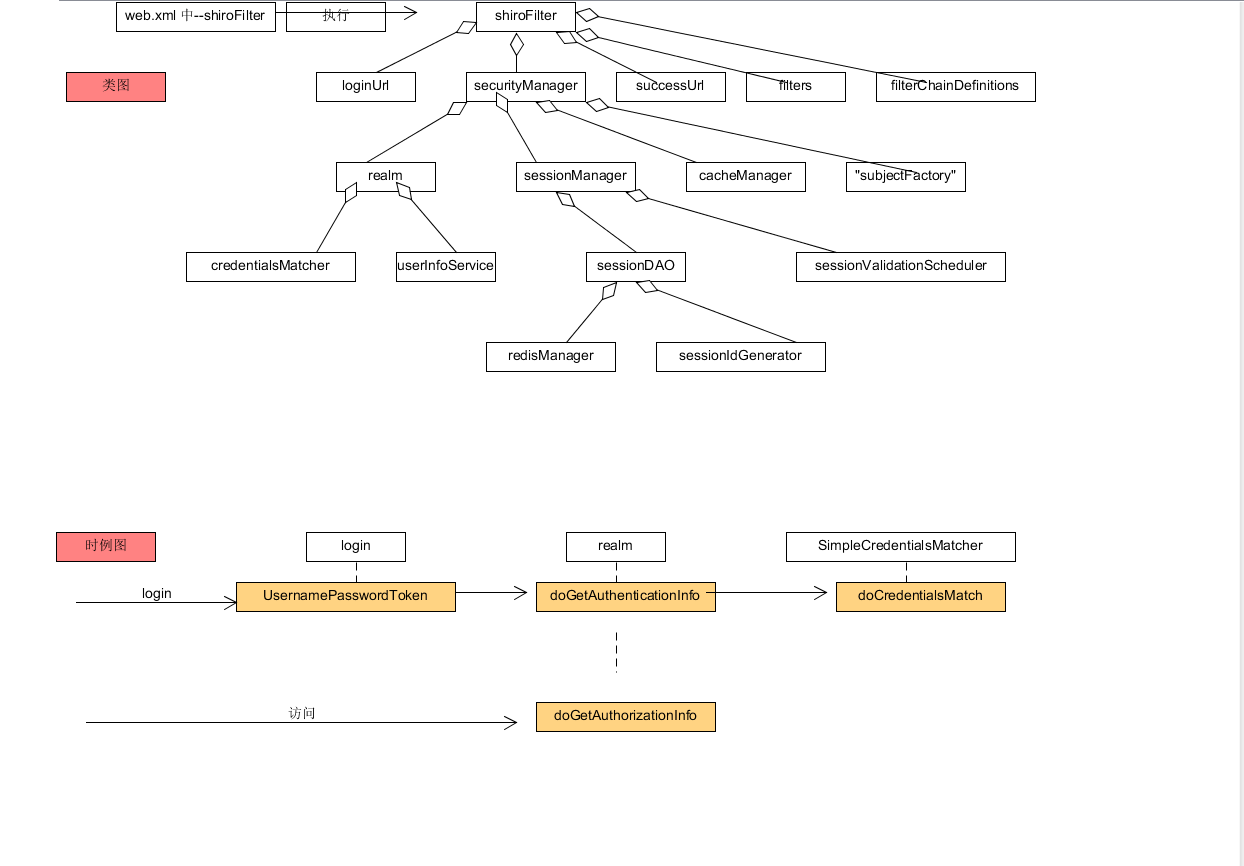 web.xml 中--shiroFilter
执行
shiroFilter
类图
loginUrl
securityManager
successUrl
filters
filterChainDefinitions
realm
sessionManager
cacheManager
"subjectFactory"
credentialsMatcher
userInfoService
sessionDAO
sessionValidationScheduler
redisManager
sessionIdGenerator
时例图
login
realm
SimpleCredentialsMatcher
login
UsernamePasswordToken
doGetAuthenticationInfo
doCredentialsMatch
访问
doGetAuthorizationInfo